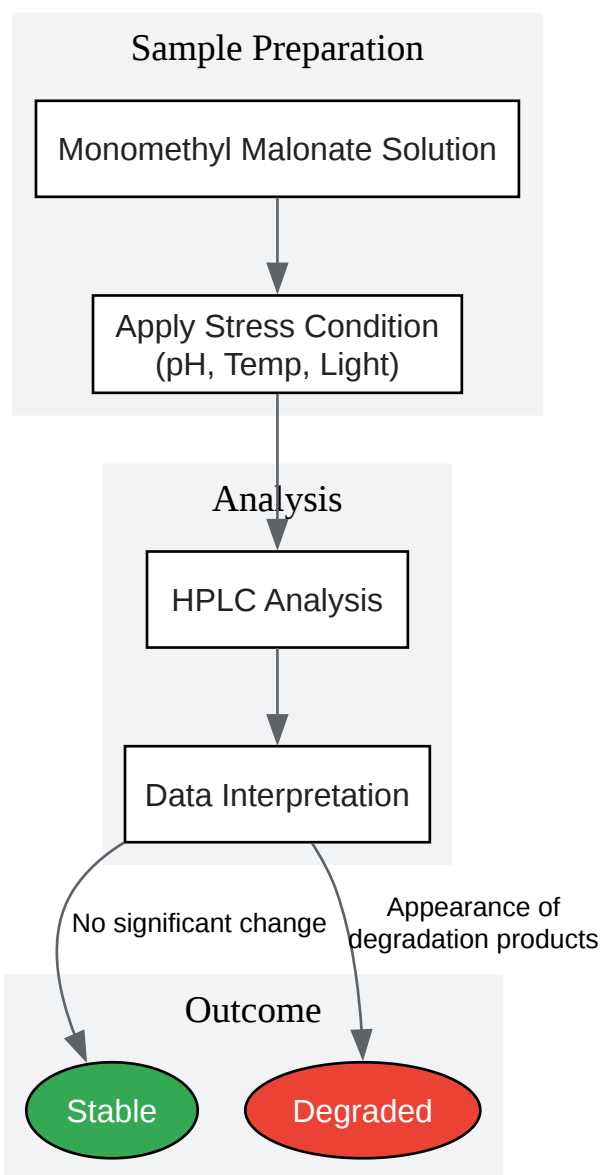 Sample Preparation
Monomethyl Malonate Solution
Apply Stress Condition
(pH, Temp, Light)
Analysis
HPLC Analysis
Data Interpretation
No significant change
Appearance of
degradation products
Outcome
Stable
Degraded